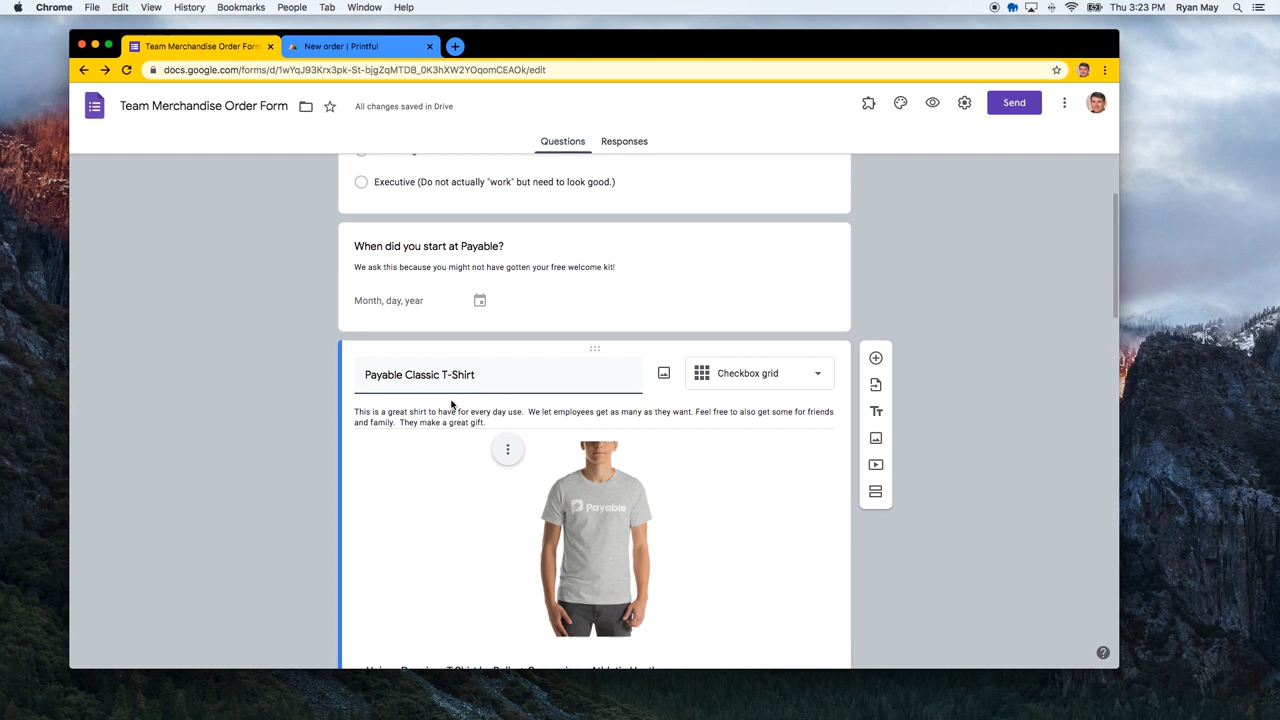 Chrome File Edit View History Bookmarks People Tab Window Help Thu 3:23 PM Ryan May
Team Merchandise Order Form New order | Printful
docs.google.com/forms/d/1wYqJ93Krx3pk-St-bjgZqMTDB_0K3hXW2YOqomCEAOk/edit
Team Merchandise Order Form All changes saved in Drive Send
Questions Responses
Executive (Do not actually "work" but need to look good.)
When did you start at Payable?
We ask this because you might not have gotten your free welcome kit!
Month, day, year
Payable Classic T-Shirt Checkbox grid
This is a great shirt to have for every day use. We let employees get as many as they want. Feel free to also get some for friends
and family. They make a great gift.
Tт
Payable